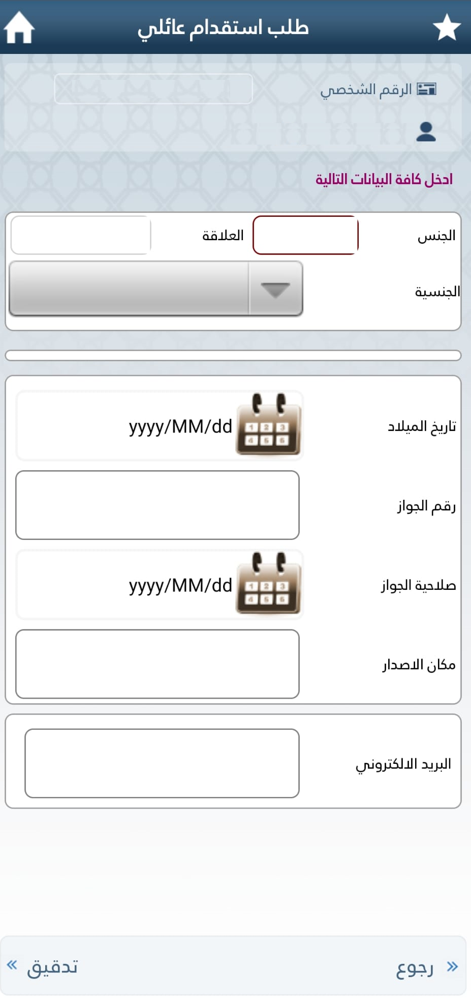 طلب استقدام عائلي
الرقم الشخصي
ادخل كافة البيانات التالية
الجنس العلاقة
الجنسية
تاريخ الميلاد yyyy/MM/dd
رقم الجواز
صلاحية الجواز yyyy/MM/dd
مكان الاصدار
البريد الالكتروني
« رجوع تدقيق »